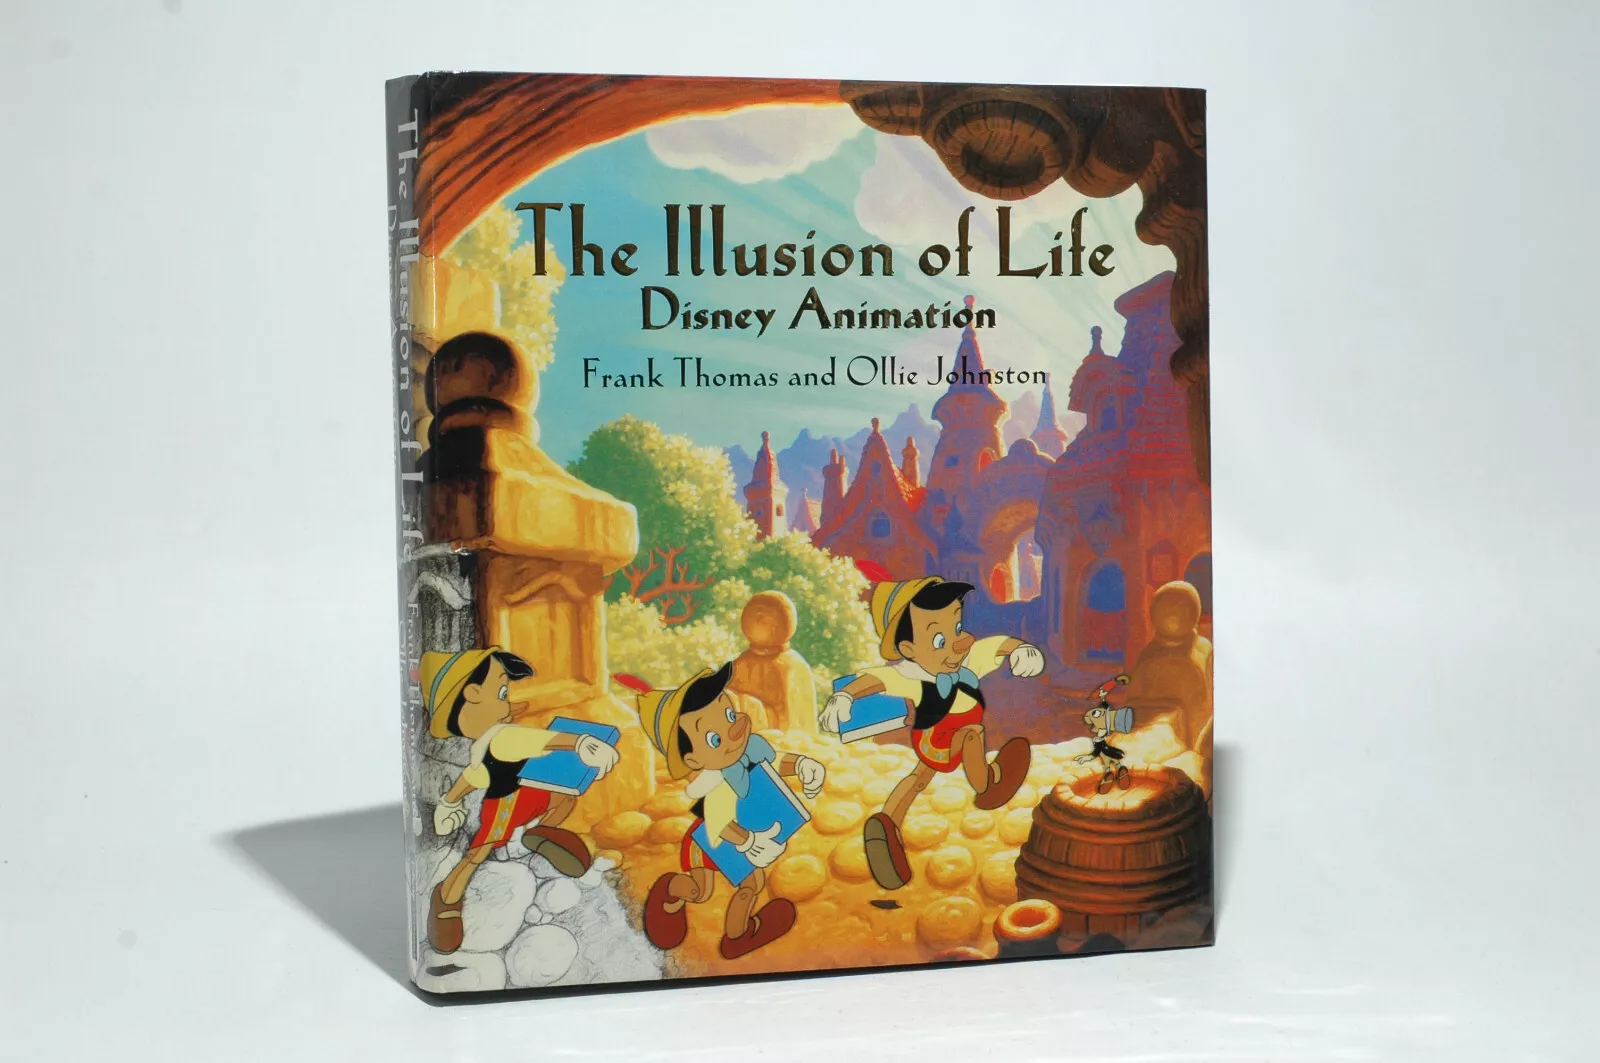 The Illusion of Life
Disney Animation
Frank Thomas and Ollie Johnston
The Illusion of Life